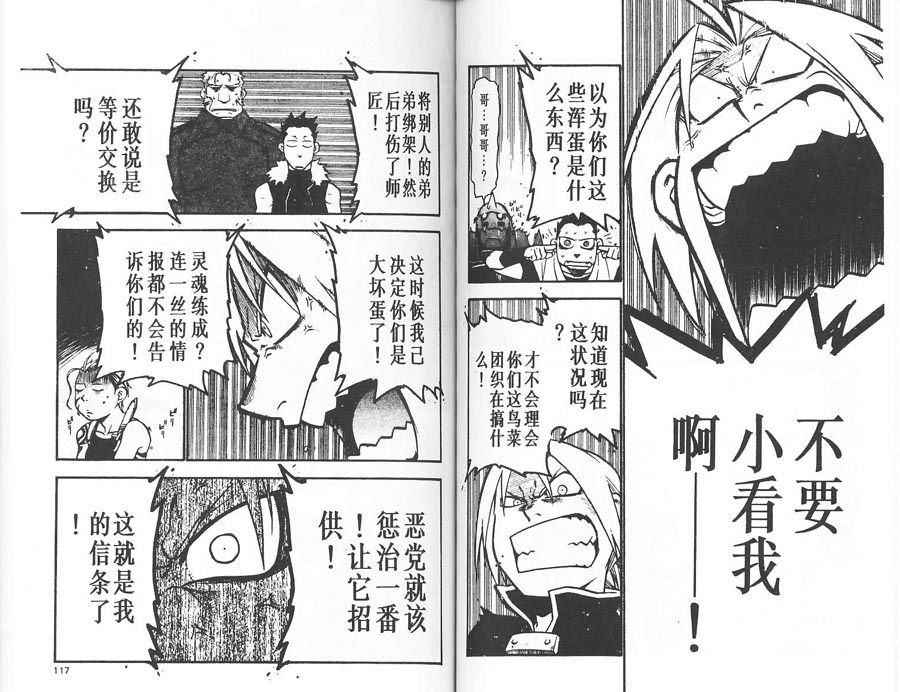 不要
小看我
啊——！
以为你们这
些浑蛋是什
么东西？
哥…哥哥…？
知道现在
这状况吗
？
才不会理会
你们这鸟菜
团织在搞什
么！
将别人的弟
弟绑架！然
后打伤了师
匠！
还敢说是
等价交换
吗？
这时候我己
决定你们是
大坏蛋了！
灵魂练成？
连一丝的情
报都不会告
诉你们的！
恶党就该
惩治一番
！让它招
供！
这就是我
的信条了
！
117